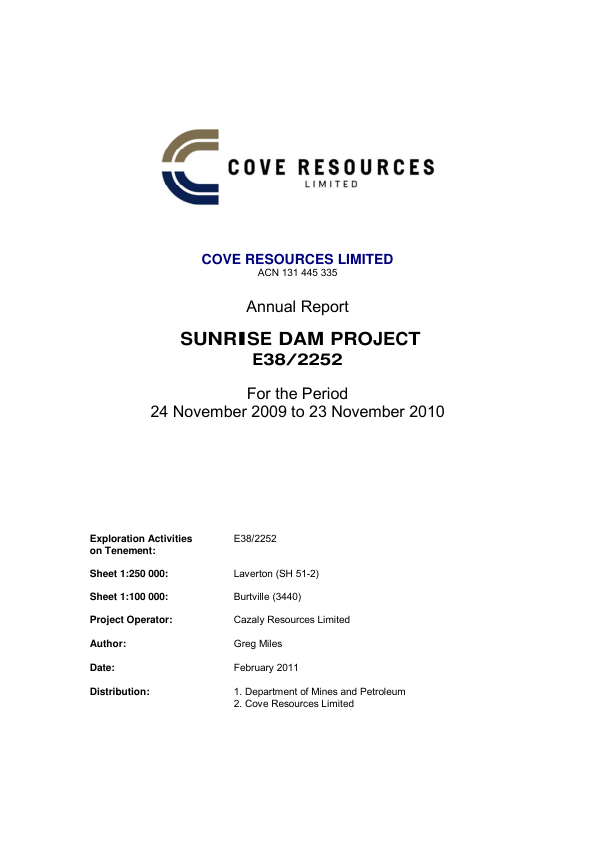 COVE RESOURCES
LIMITED
COVE RESOURCES LIMITED
ACN 131 445 335
Annual Report
SUNRISE DAM PROJECT
E38/2252
For the Period
24 November 2009 to 23 November 2010
Exploration Activities E38/2252
on Tenement:
Sheet 1:250 000: Laverton (SH 51-2)
Sheet 1:100 000: Burtville (3440)
Project Operator: Cazaly Resources Limited
Author: Greg Miles
Date: February 2011
Distribution: 1. Department of Mines and Petroleum
2. Cove Resources Limited